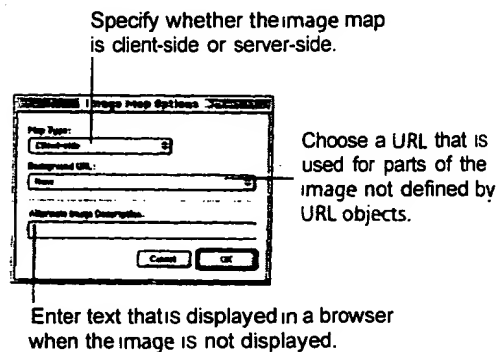 Specify whether the image map
is client-side or server-side.
Image Map Options
Map Type:
Client-side
Background URL:
None
Choose a URL that is
used for parts of the
image not defined by
URL objects.
Alternate Image Description:
Cancel
OK
Enter text that is displayed in a browser
when the image is not displayed.